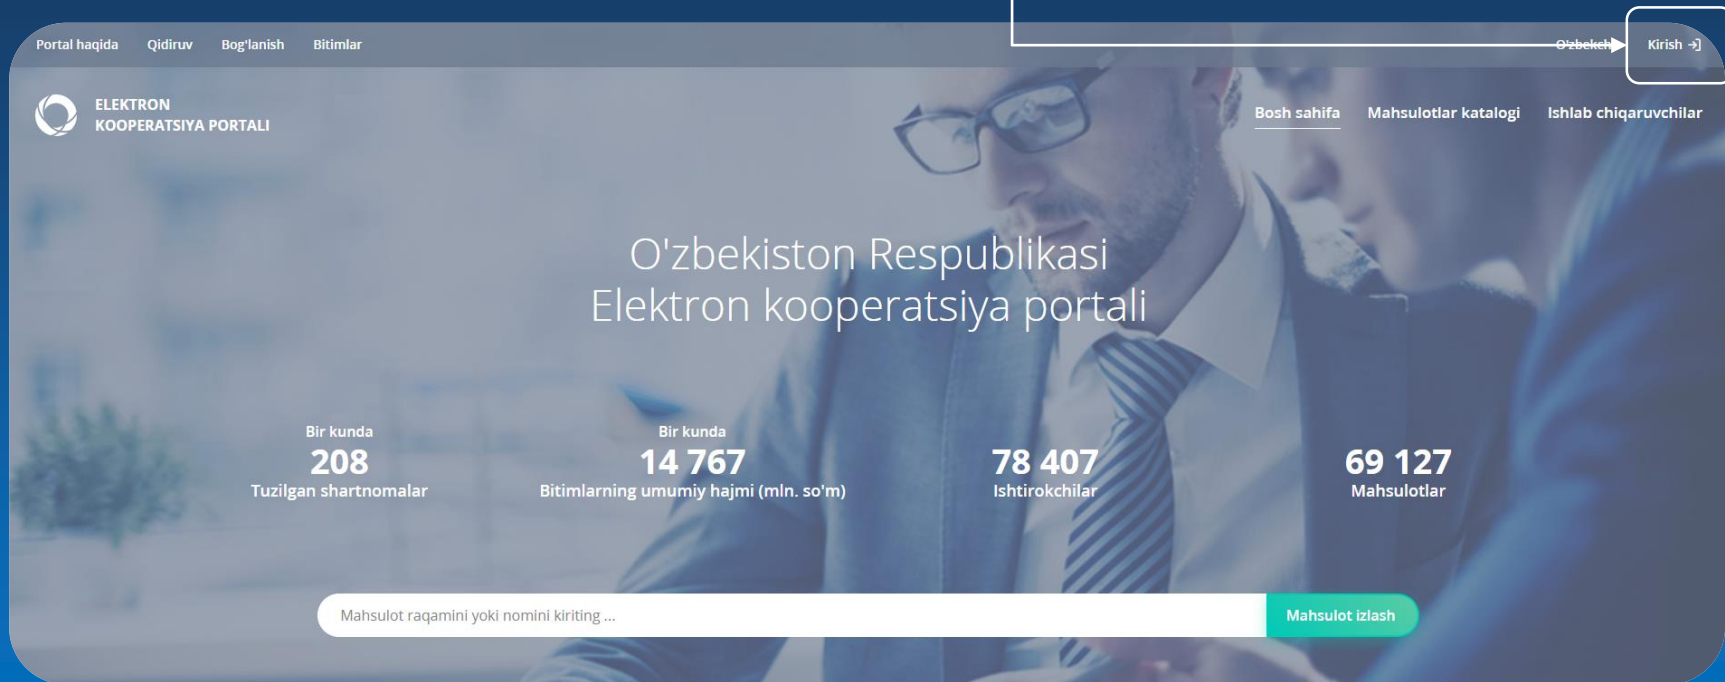 Portal haqida Qidiruv Bog'lanish Bitimlar Kirish
ELEKTRON
KOOPERATSIYA PORTALI
Bosh sahifa Mahsulotlar katalogi Ishlab chiqaruvchilar
O'zbekiston Respublikasi
Elektron kooperatsiya portali
Bir kunda
208
Tuzilgan shartnomalar
Bir kunda
14 767
Bitimlarning umumiy hajmi (mln. so'm)
78 407
Ishtirokchilar
69 127
Mahsulotlar
Mahsulot raqamini yoki nomini kiriting ... Mahsulot izlash